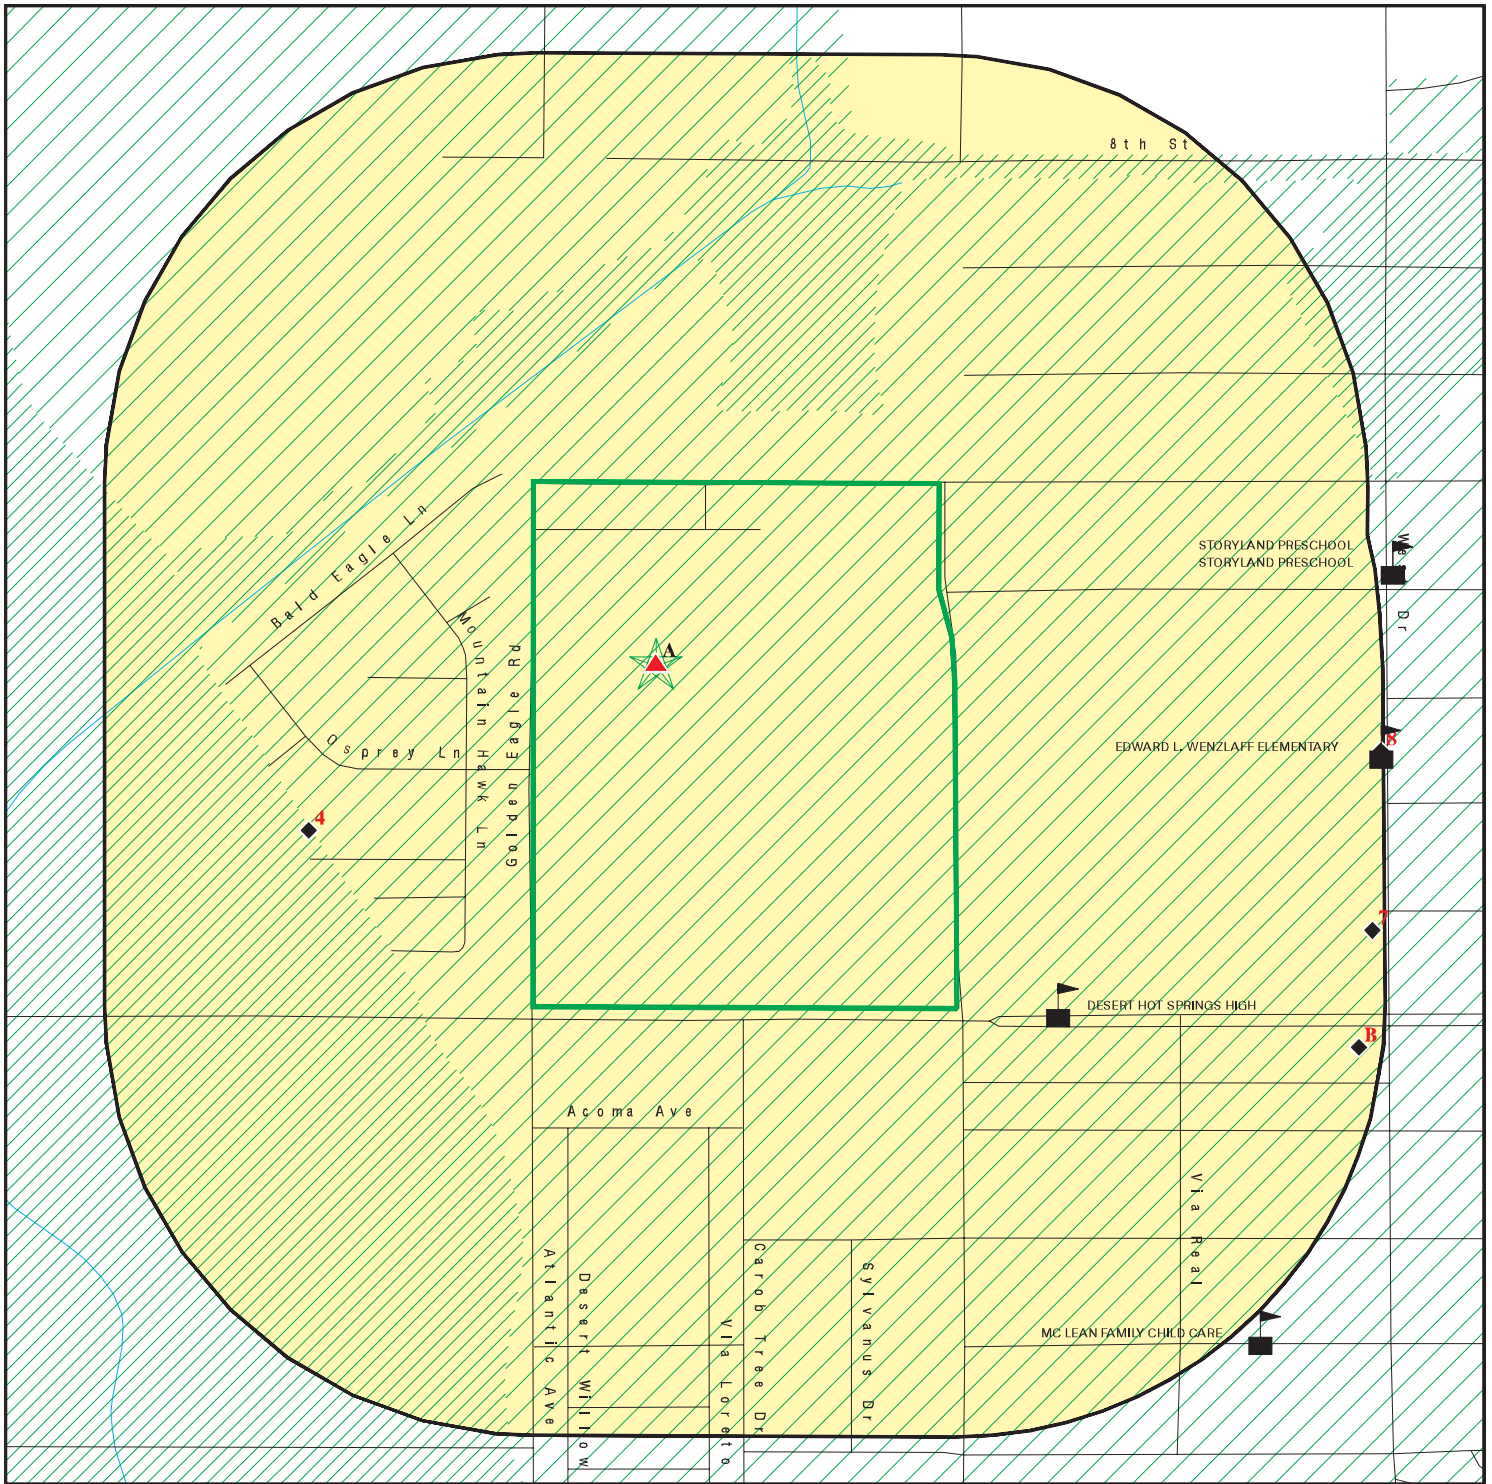 8th St
Bald Eagle Ln
STORYLAND PRESCHOOL
STORYLAND PRESCHOOL
Dr
Mountain Hawk Ln
Golden Eagle Rd
A
Osprey Ln
EDWARD L. WENZLAFF ELEMENTARY
8
4
7
DESERT HOT SPRINGS HIGH
B
Acoma Ave
Via Real
Atlantic Ave
Desert Willow
Via Loreto
Carob Tree Dr
Sylvanus Dr
MC LEAN FAMILY CHILD CARE